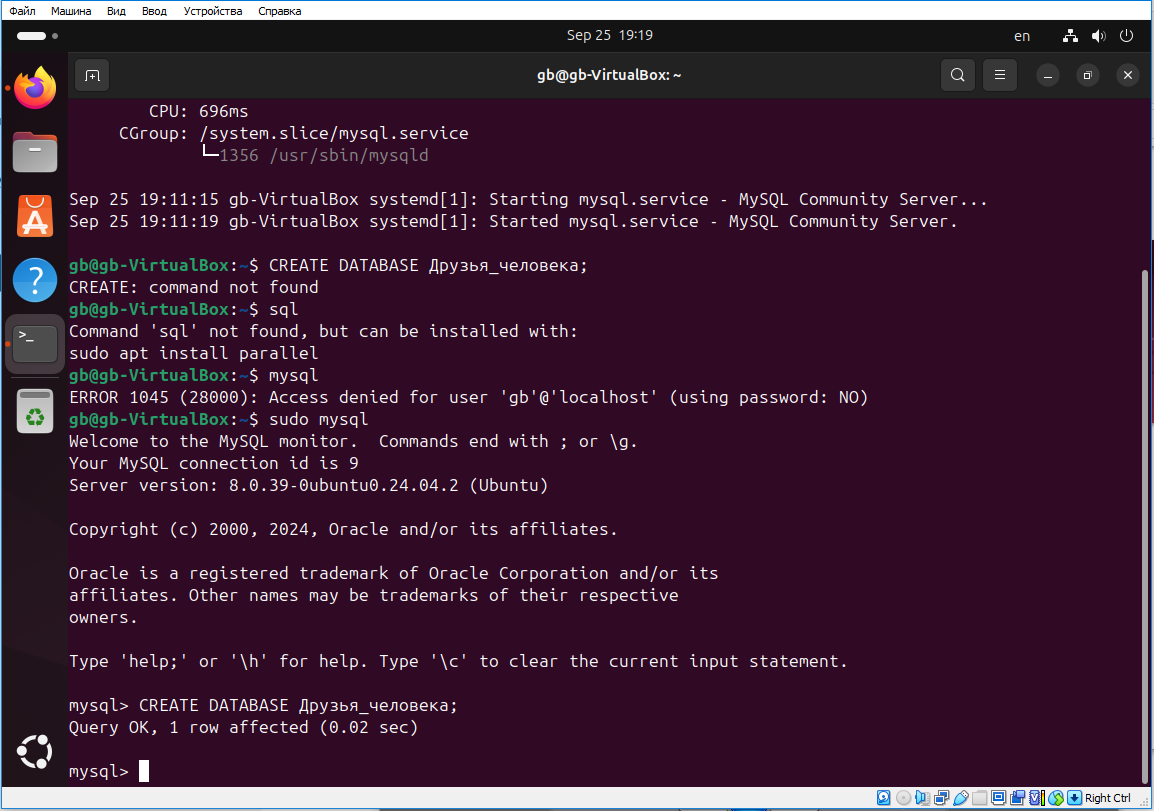 Файл Машина Вид Ввод Устройства Справка
Sep 25 19:19
en
gb@gb-VirtualBox: ~
CPU: 696ms
CGroup: /system.slice/mysql.service
└─1356 /usr/sbin/mysqld
Sep 25 19:11:15 gb-VirtualBox systemd[1]: Starting mysql.service - MySQL Community Server...
Sep 25 19:11:19 gb-VirtualBox systemd[1]: Started mysql.service - MySQL Community Server.
gb@gb-VirtualBox:~$ CREATE DATABASE Друзья_человека;
CREATE: command not found
gb@gb-VirtualBox:~$ sql
Command 'sql' not found, but can be installed with:
sudo apt install parallel
gb@gb-VirtualBox:~$ mysql
ERROR 1045 (28000): Access denied for user 'gb'@'localhost' (using password: NO)
gb@gb-VirtualBox:~$ sudo mysql
Welcome to the MySQL monitor.  Commands end with ; or \g.
Your MySQL connection id is 9
Server version: 8.0.39-0ubuntu0.24.04.2 (Ubuntu)
Copyright (c) 2000, 2024, Oracle and/or its affiliates.
Oracle is a registered trademark of Oracle Corporation and/or its
affiliates. Other names may be trademarks of their respective
owners.
Type 'help;' or '\h' for help. Type '\c' to clear the current input statement.
mysql> CREATE DATABASE Друзья_человека;
Query OK, 1 row affected (0.02 sec)
mysql>
Right Ctrl